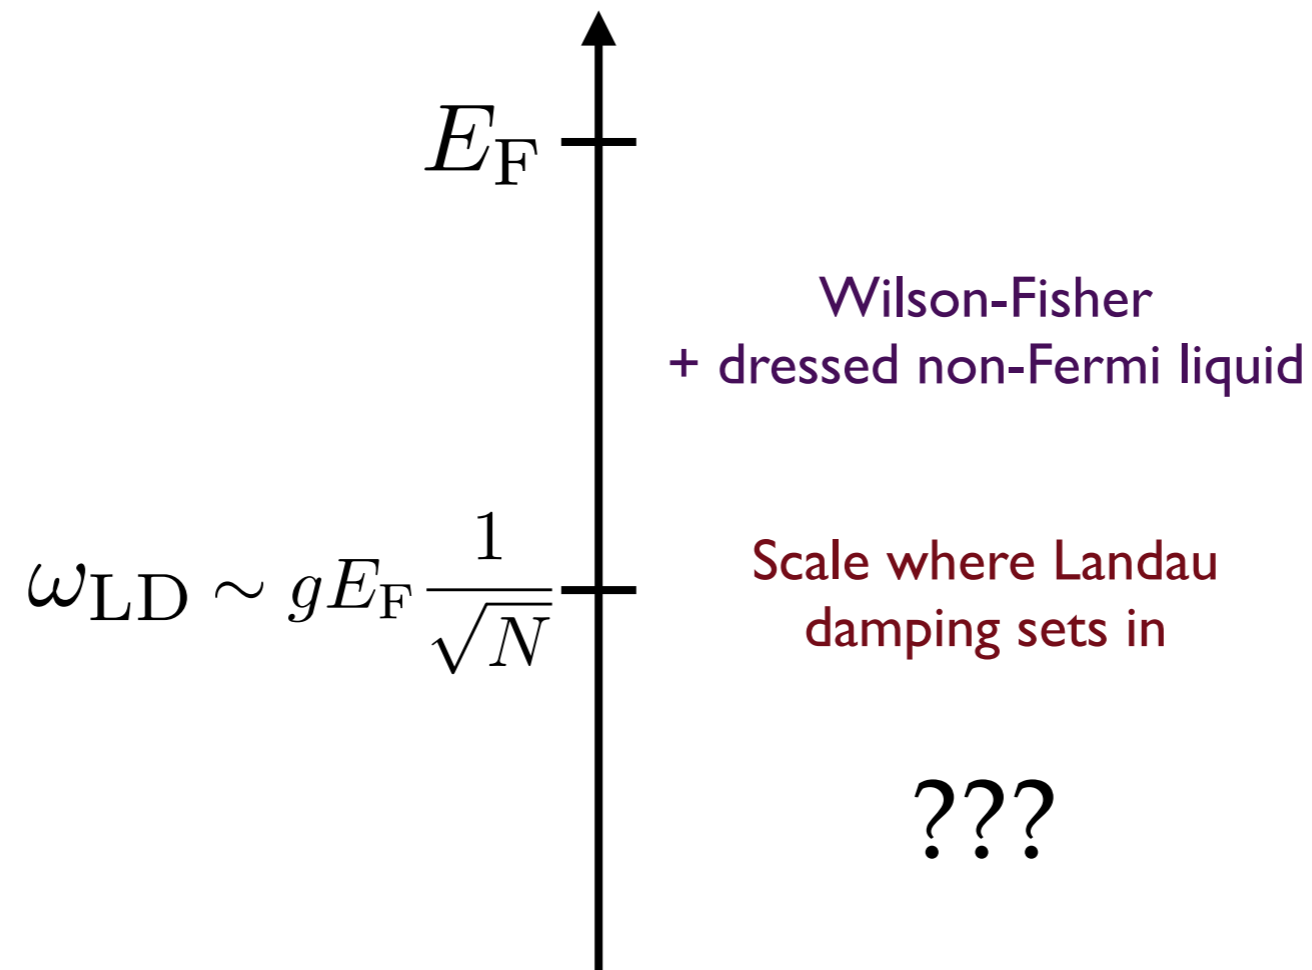 E_F
Wilson-Fisher
+ dressed non-Fermi liquid
ω_LD ∼ gE_F 1/√N
Scale where Landau
damping sets in
???